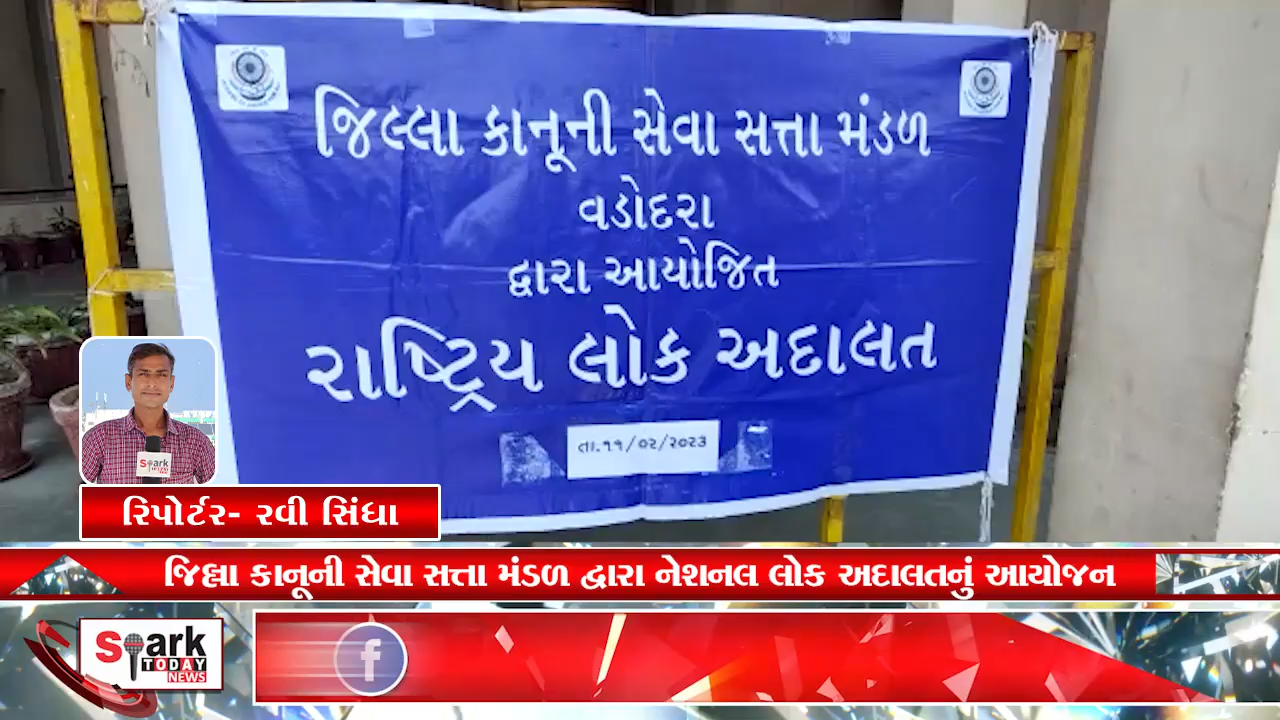 જિલ્લા કાનૂની સેવા સત્તા મંડળ
વડોદરા
દ્વારા આયોજિત
રાષ્ટ્રિય લોક અદાલત
તા.૧૧/૦૨/૨૦૨૩
Spark
રિપોર્ટર- રવી સિંધા
જિલ્લા કાનૂની સેવા સત્તા મંડળ દ્વારા નેશનલ લોક અદાલતનું આયોજન
Spark
TODAY
NEWS
f